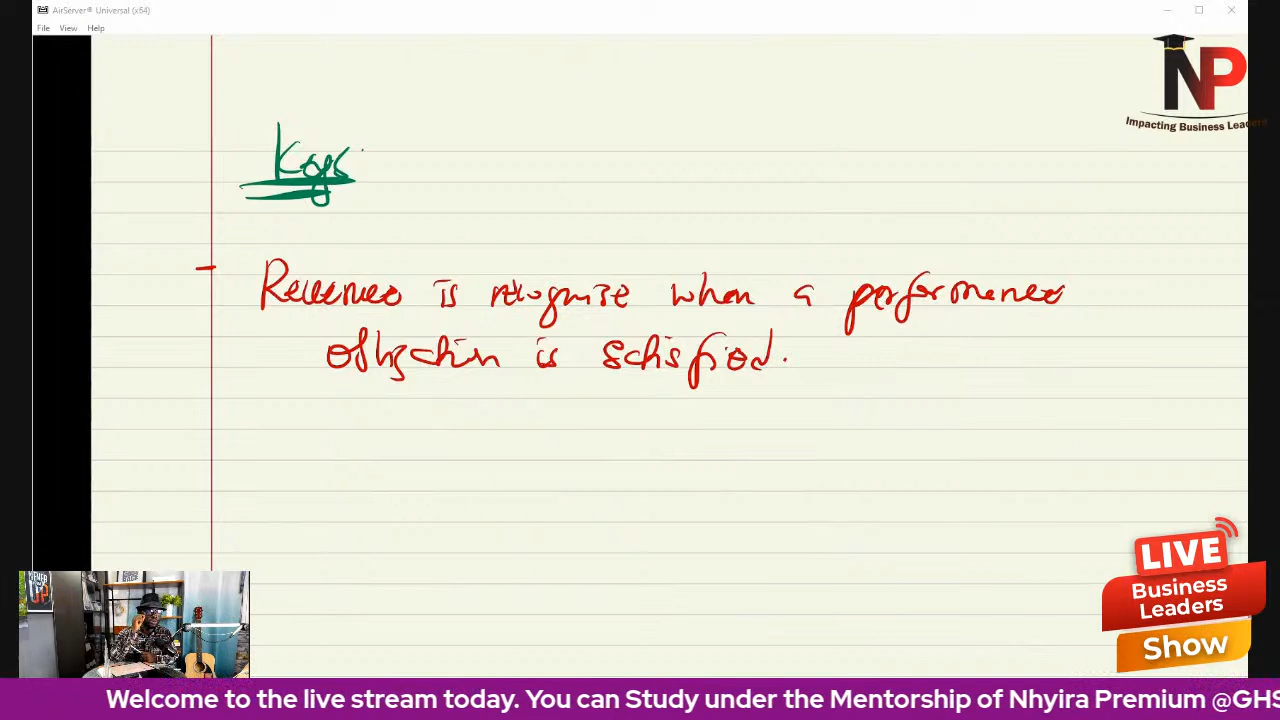 AirServer® Universal (x64)
File View Help
NP
Impacting Business Leaders
Keys
- Revenue is recognise when a performance
obligation is satisfied.
LIVE
Business
Leaders
Show
Welcome to the live stream today. You can Study under the Mentorship of Nhyira Premium @GHS